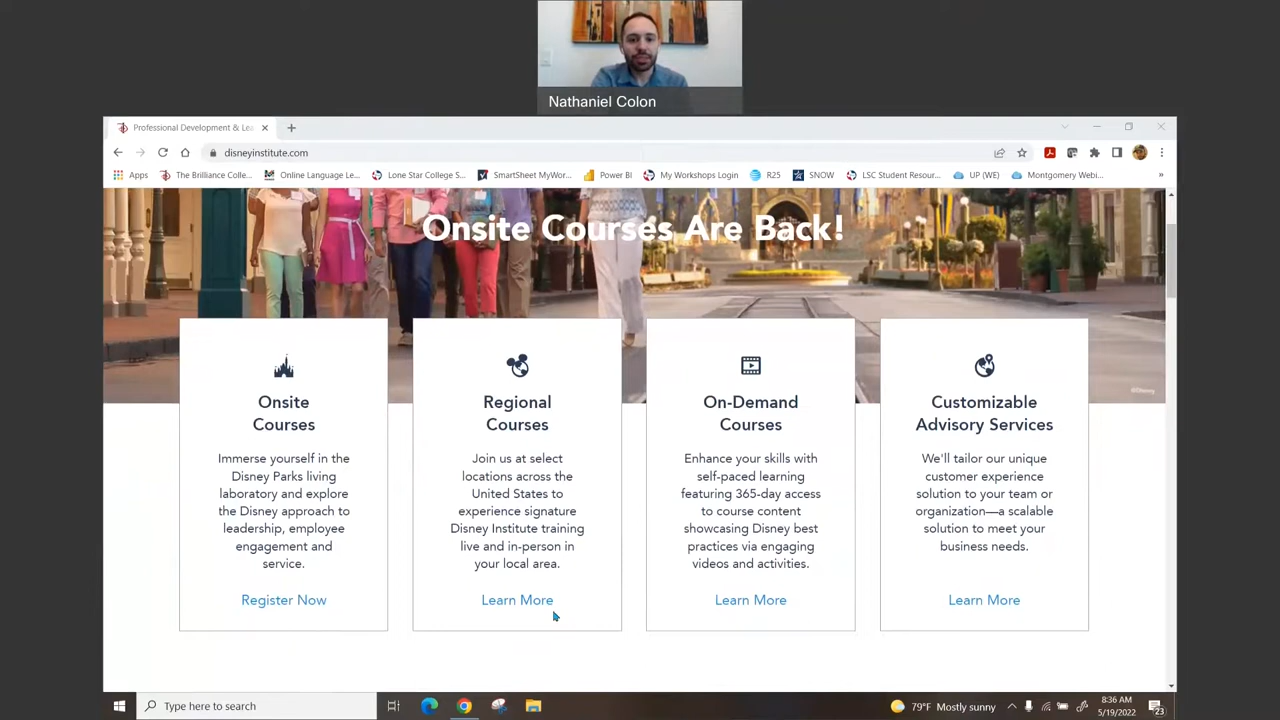 Nathaniel Colon
Professional Development & Lea
disneyinstitute.com
Apps
The Brilliance Colle...
Online Language Le...
Lone Star College S...
SmartSheet MyWor...
Power BI
My Workshops Login
R25
SNOW
LSC Student Resour...
UP (WE)
Montgomery Webi...
»
Onsite Courses Are Back!
©Disney
Onsite
Courses
Immerse yourself in the
Disney Parks living
laboratory and explore
the Disney approach to
leadership, employee
engagement and
service.
Register Now
Regional
Courses
Join us at select
locations across the
United States to
experience signature
Disney Institute training
live and in-person in
your local area.
Learn More
On-Demand
Courses
Enhance your skills with
self-paced learning
featuring 365-day access
to course content
showcasing Disney best
practices via engaging
videos and activities.
Learn More
Customizable
Advisory Services
We'll tailor our unique
customer experience
solution to your team or
organization—a scalable
solution to meet your
business needs.
Learn More
Type here to search
79°F Mostly sunny
8:36 AM
5/19/2022
23